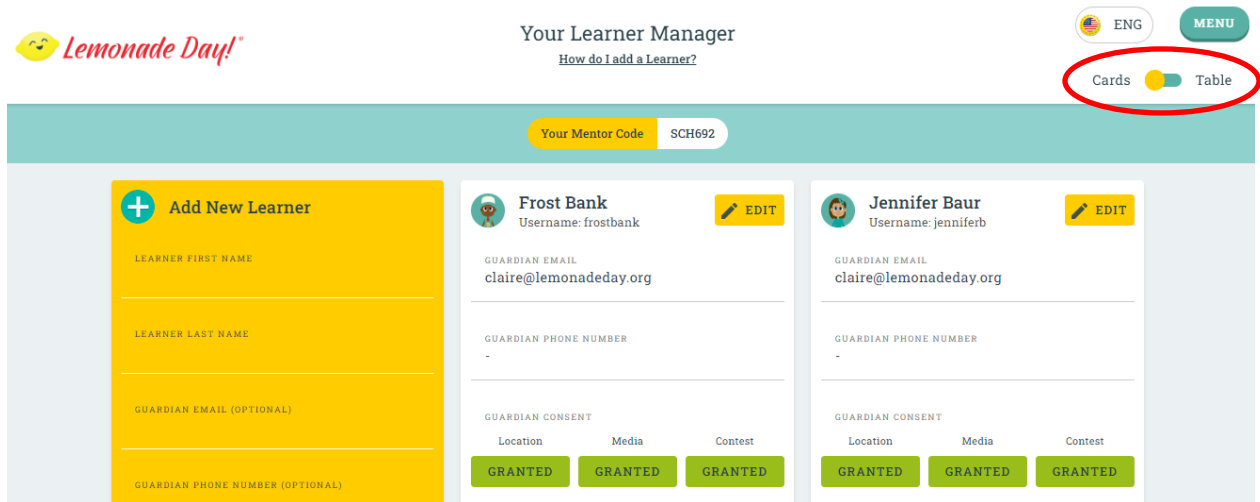 Lemonade Day!®
Your Learner Manager
How do I add a Learner?
ENG
MENU
Cards
Table
Your Mentor Code
SCH692
Add New Learner
LEARNER FIRST NAME
LEARNER LAST NAME
GUARDIAN EMAIL (OPTIONAL)
GUARDIAN PHONE NUMBER (OPTIONAL)
Frost Bank
Username: frostbank
EDIT
GUARDIAN EMAIL
claire@lemonadeday.org
GUARDIAN PHONE NUMBER
-
GUARDIAN CONSENT
Location Media Contest
GRANTED GRANTED GRANTED
Jennifer Baur
Username: jenniferb
EDIT
GUARDIAN EMAIL
claire@lemonadeday.org
GUARDIAN PHONE NUMBER
-
GUARDIAN CONSENT
Location Media Contest
GRANTED GRANTED GRANTED